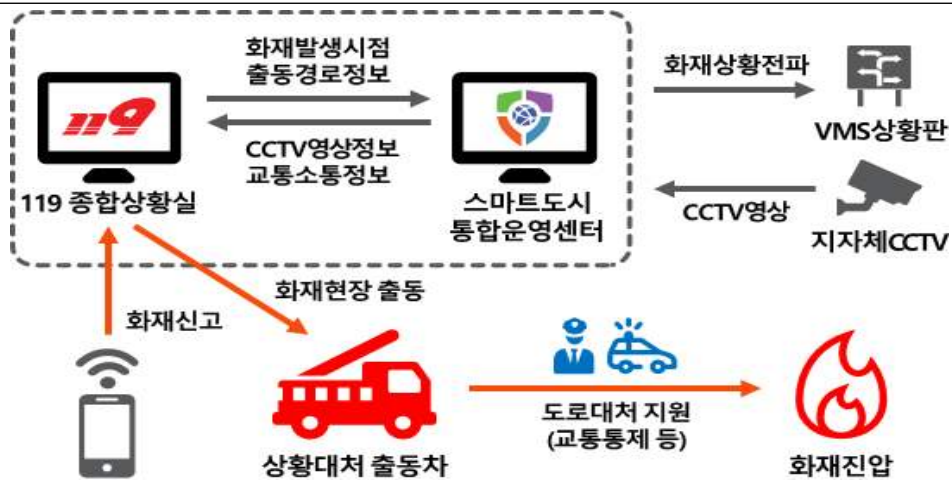 화재발생시점
출동경로정보
119
CCTV영상정보
교통소통정보
119 종합상황실
스마트도시
통합운영센터
화재상황전파
VMS상황판
CCTV영상
지자체CCTV
화재신고
화재현장 출동
상황대처 출동차
도로대처 지원
(교통통제 등)
화재진압